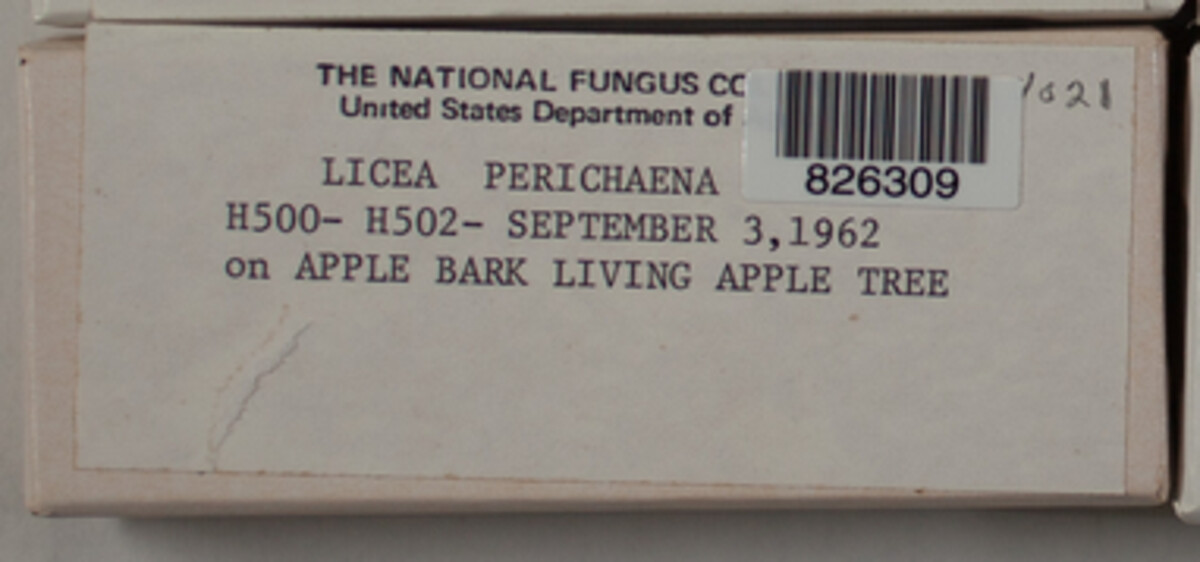 THE NATIONAL FUNGUS CO
United States Department of
826309
LICEA PERICHAENA
H500- H502- SEPTEMBER 3,1962
on APPLE BARK LIVING APPLE TREE